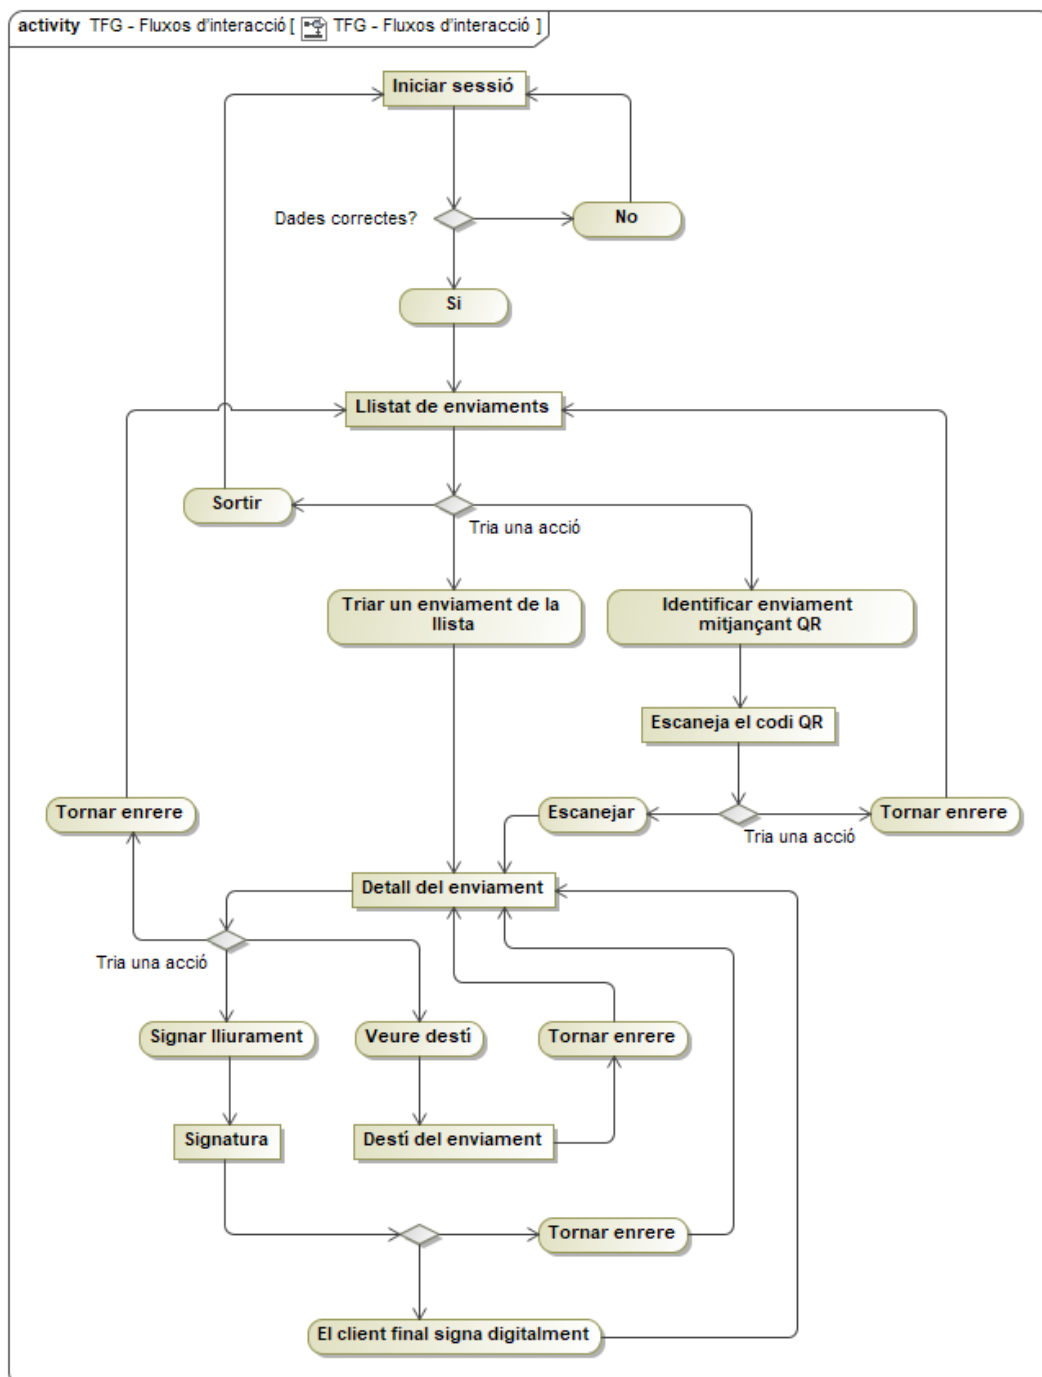 activity TFG - Fluxos d'interacció [ TFG - Fluxos d'interacció ]
Iniciar sessió
Dades correctes?
No
Si
Llistat de enviaments
Sortir
Tria una acció
Triar un enviament de la
llista
Identificar enviament
mitjançant QR
Escaneja el codi QR
Tornar enrere
Escanejar
Tornar enrere
Tria una acció
Detall del enviament
Tria una acció
Signar lliurament
Veure destí
Tornar enrere
Signatura
Destí del enviament
Tornar enrere
El client final signa digitalment